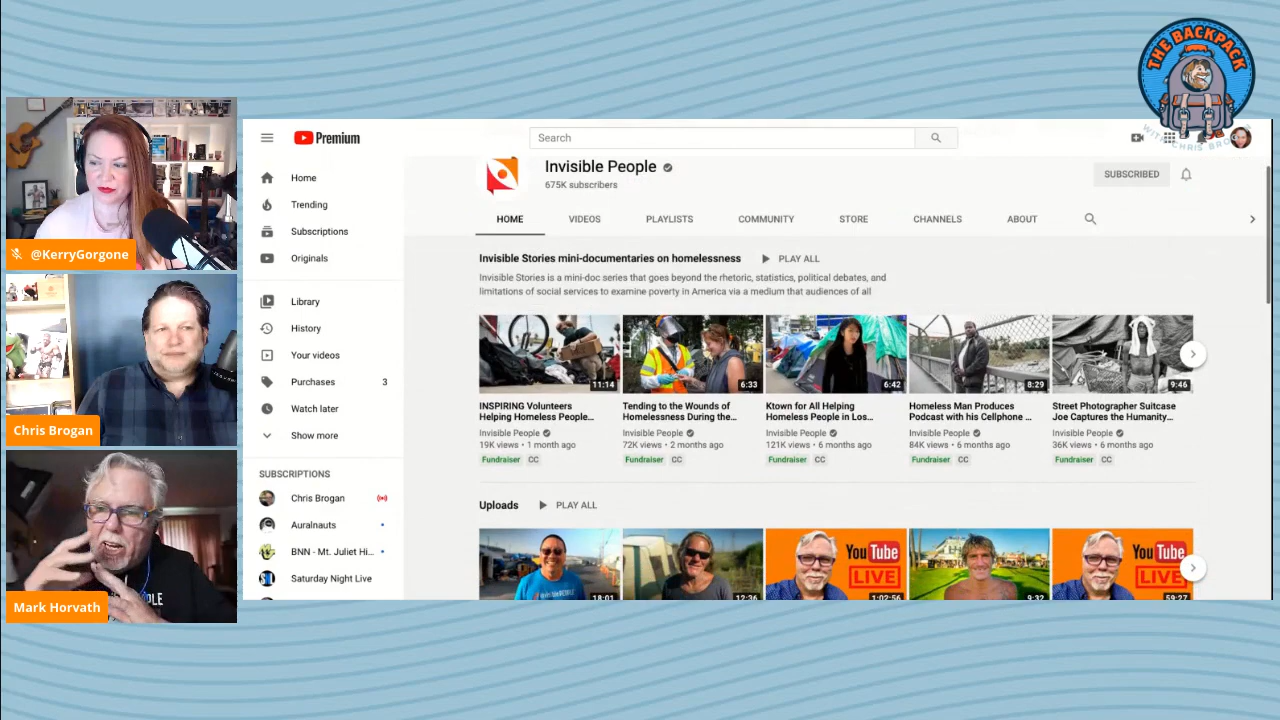 THE BACKPACK
WITH CHRIS BRO
@KerryGorgone
Chris Brogan
Mark Horvath
PLE
Premium
Search
Home
Trending
Subscriptions
Originals
Library
History
Your videos
Purchases 3
Watch later
Show more
SUBSCRIPTIONS
Chris Brogan
Auralnauts
BNN - Mt. Juliet Hi...
Saturday Night Live
Invisible People
675K subscribers
SUBSCRIBED
HOME VIDEOS PLAYLISTS COMMUNITY STORE CHANNELS ABOUT
Invisible Stories mini-documentaries on homelessness PLAY ALL
Invisible Stories is a mini-doc series that goes beyond the rhetoric, statistics, political debates, and
limitations of social services to examine poverty in America via a medium that audiences of all
11:14 6:33 6:42 8:29 9:46
INSPIRING Volunteers
Helping Homeless People...
Invisible People
19K views • 1 month ago
Fundraiser CC
Tending to the Wounds of
Homelessness During the...
Invisible People
72K views • 2 months ago
Fundraiser CC
Ktown for All Helping
Homeless People in Los...
Invisible People
121K views • 6 months ago
Fundraiser CC
Homeless Man Produces
Podcast with his Cellphone ...
Invisible People
84K views • 6 months ago
Fundraiser CC
Street Photographer Suitcase
Joe Captures the Humanity...
Invisible People
36K views • 6 months ago
Fundraiser CC
Uploads PLAY ALL
YouTube
LIVE
YouTube
LIVE
18:01 12:36 1:02:56 9:32 59:27